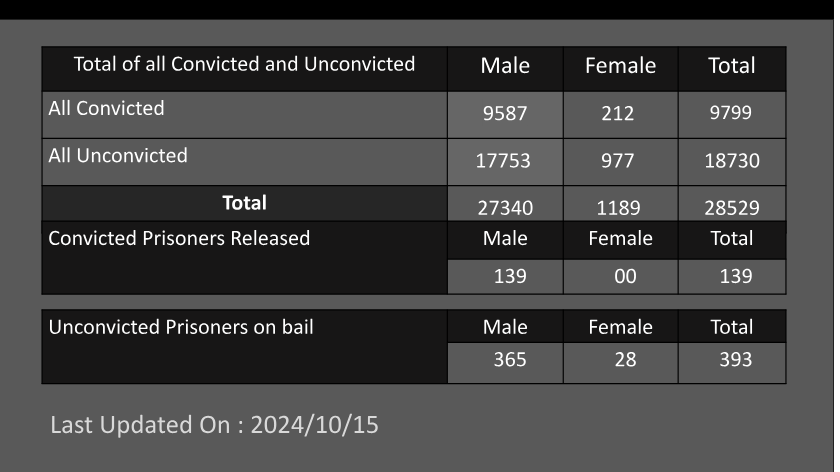 Total of all Convicted and Unconvicted Male Female Total
All Convicted 9587 212 9799
All Unconvicted 17753 977 18730
Total 27340 1189 28529
Convicted Prisoners Released Male Female Total
139 00 139
Unconvicted Prisoners on bail Male Female Total
365 28 393
Last Updated On : 2024/10/15